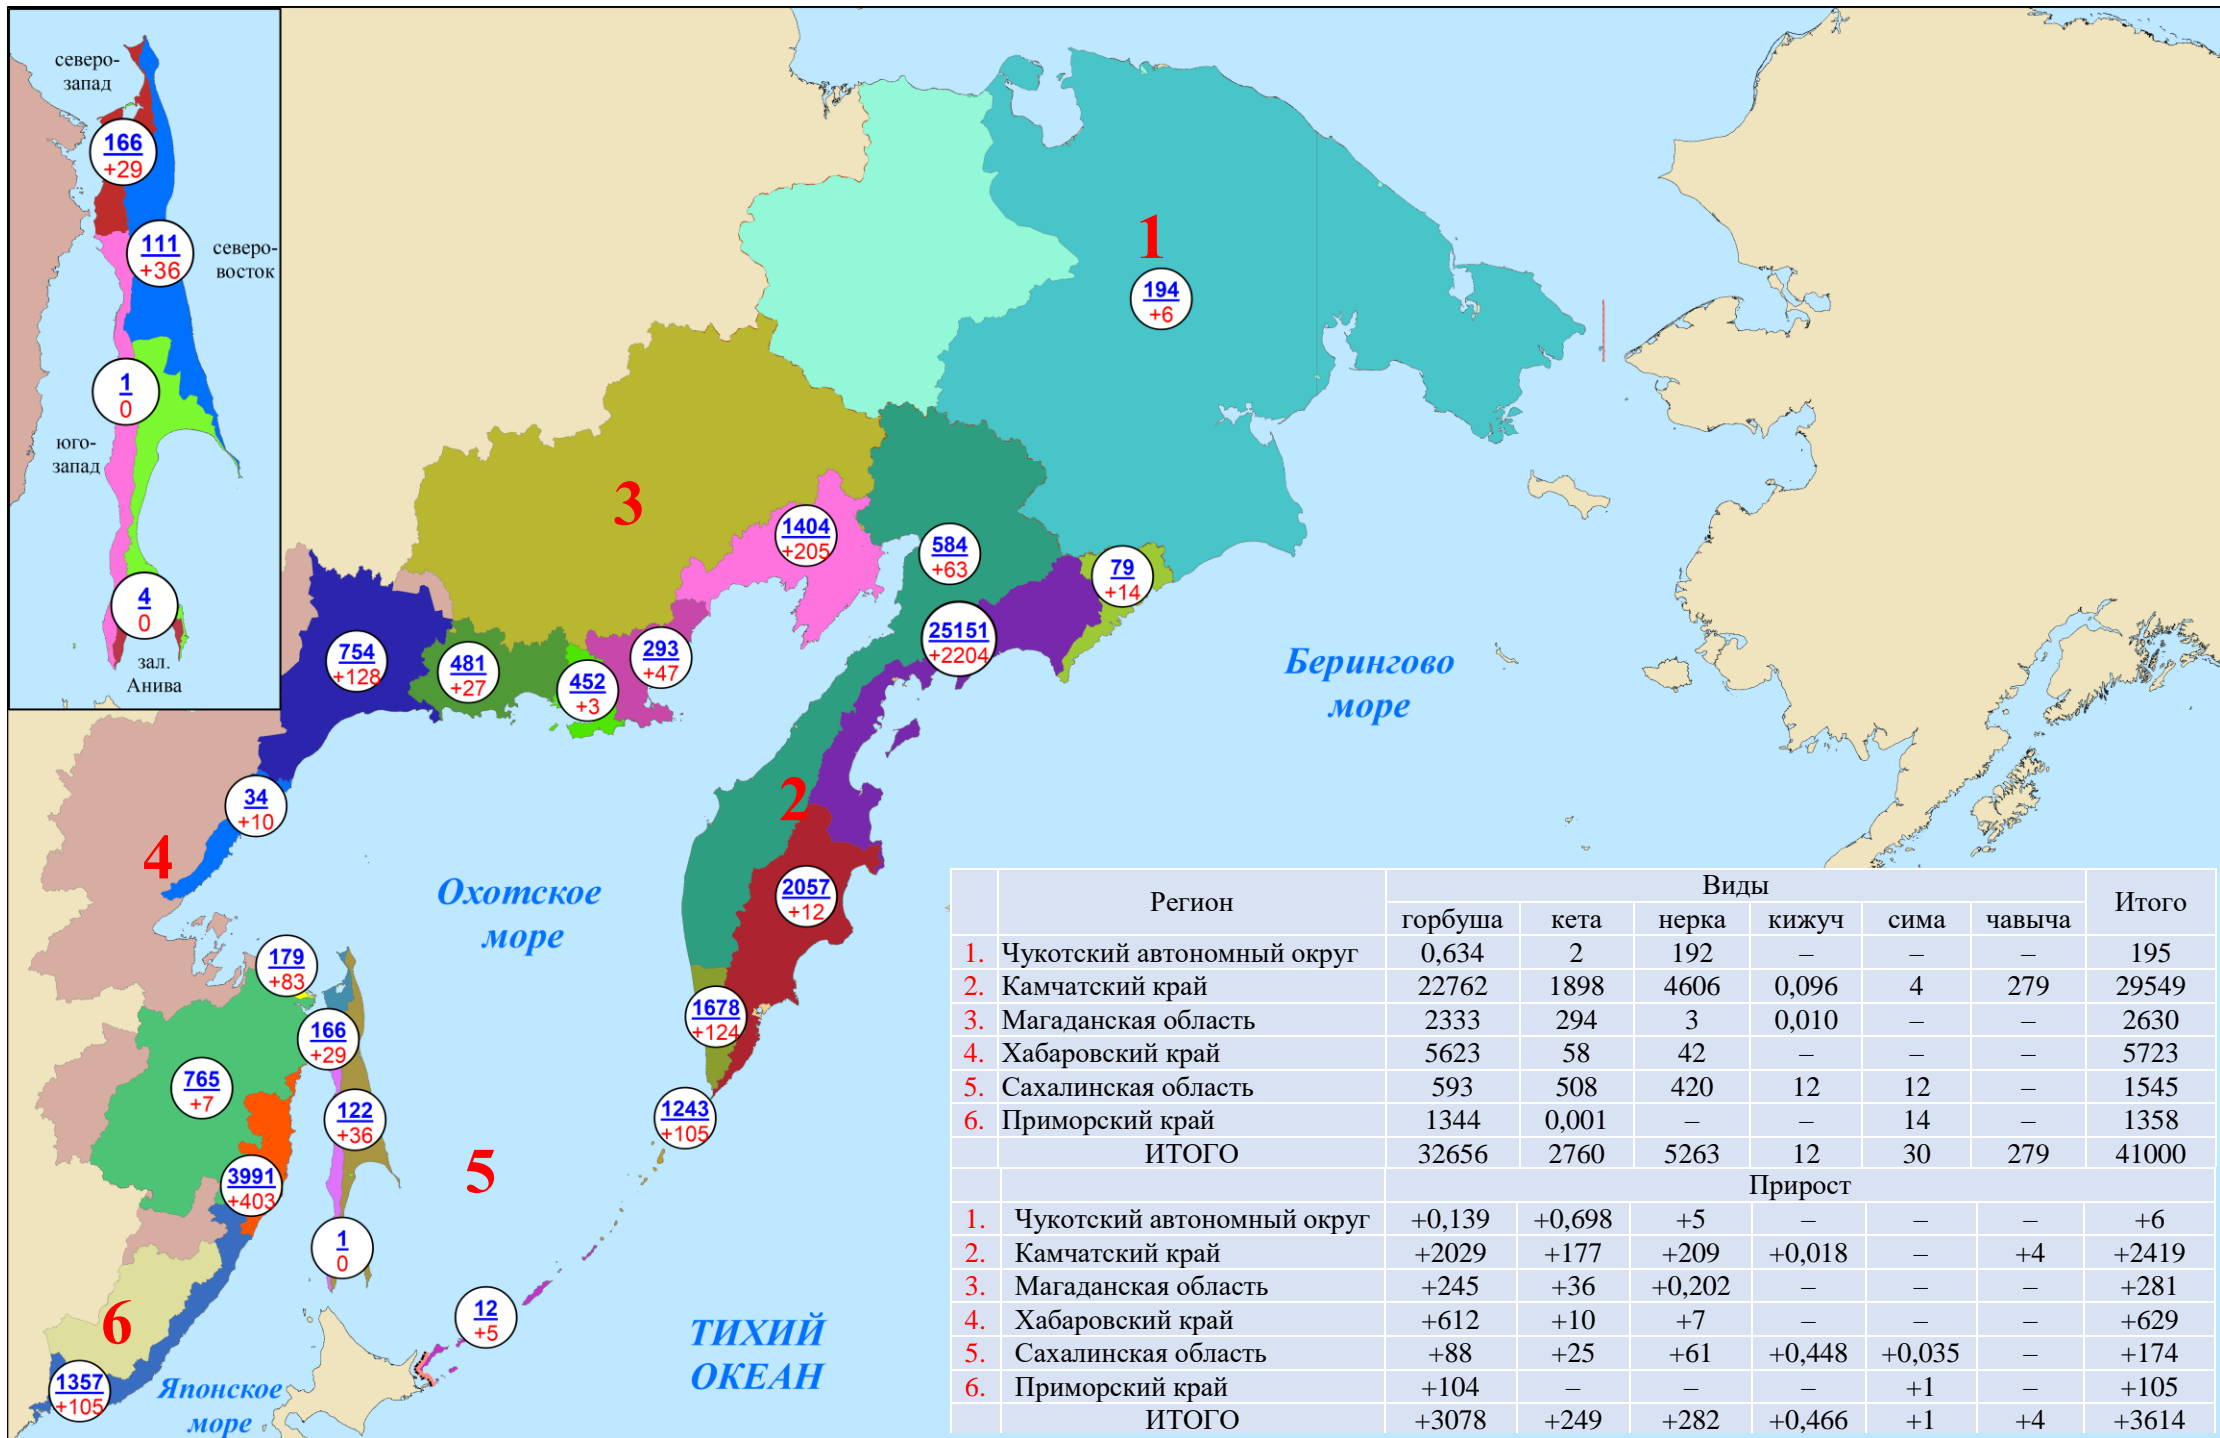 северо-
запад
166
+29
111
+36
северо-
восток
1
0
юго-
запад
4
0
зал.
Анива
1
194
+6
3
1404
+205
584
+63
79
+14
25151
+2204
754
+128
481
+27
452
+3
293
+47
Берингово
море
34
+10
4
2
Охотское
море
2057
+12
179
+83
166
+29
1678
+124
765
+7
122
+36
1243
+105
3991
+403
5
1
0
6
12
+5
ТИХИЙ
ОКЕАН
1357
+105
Японское
море
Регион Виды Итого
горбуша кета нерка кижуч сима чавыча
1. Чукотский автономный округ 0,634 2 192 – – – 195
2. Камчатский край 22762 1898 4606 0,096 4 279 29549
3. Магаданская область 2333 294 3 0,010 – – 2630
4. Хабаровский край 5623 58 42 – – – 5723
5. Сахалинская область 593 508 420 12 12 – 1545
6. Приморский край 1344 0,001 – – 14 – 1358
ИТОГО 32656 2760 5263 12 30 279 41000
Прирост
1. Чукотский автономный округ +0,139 +0,698 +5 – – – +6
2. Камчатский край +2029 +177 +209 +0,018 – +4 +2419
3. Магаданская область +245 +36 +0,202 – – – +281
4. Хабаровский край +612 +10 +7 – – – +629
5. Сахалинская область +88 +25 +61 +0,448 +0,035 – +174
6. Приморский край +104 – – – +1 – +105
ИТОГО +3078 +249 +282 +0,466 +1 +4 +3614